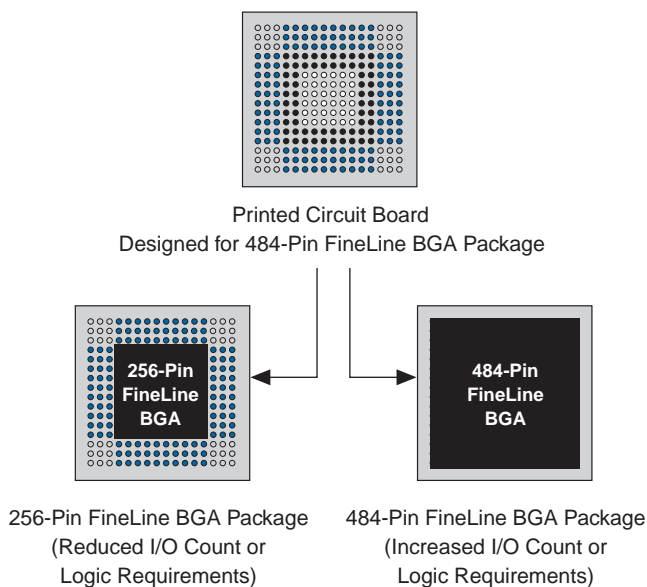 Printed Circuit Board
Designed for 484-Pin FineLine BGA Package
256-Pin
FineLine
BGA
484-Pin
FineLine
BGA
256-Pin FineLine BGA Package
(Reduced I/O Count or
Logic Requirements)
484-Pin FineLine BGA Package
(Increased I/O Count or
Logic Requirements)